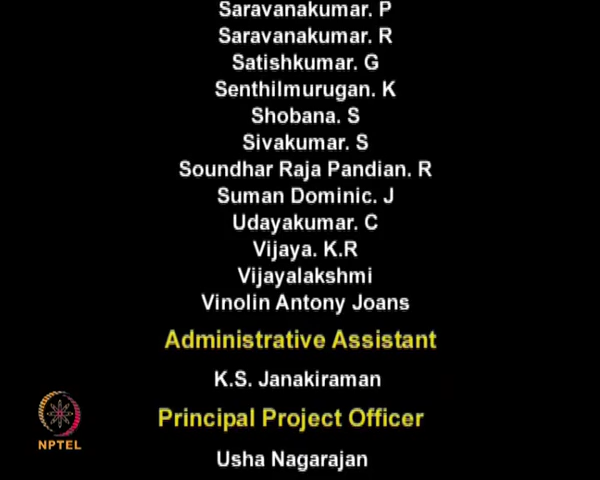 Saravanakumar. P
Saravanakumar. R
Satishkumar. G
Senthilmurugan. K
Shobana. S
Sivakumar. S
Soundhar Raja Pandian. R
Suman Dominic. J
Udayakumar. C
Vijaya. K.R
Vijayalakshmi
Vinolin Antony Joans
Administrative Assistant
K.S. Janakiraman
Principal Project Officer
Usha Nagarajan
NPTEL